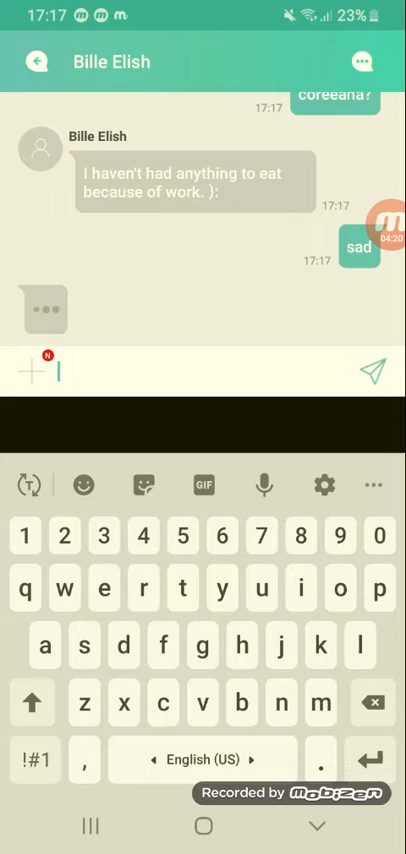 17:17 23%
Bille Elish
coreeana?
17:17
Bille Elish
I haven't had anything to eat
because of work. ):
17:17
sad
17:17
04:20
N
T GIF
1 2 3 4 5 6 7 8 9 0
q w e r t y u i o p
a s d f g h j k l
z x c v b n m
!#1 , English (US) .
Recorded by mobizen